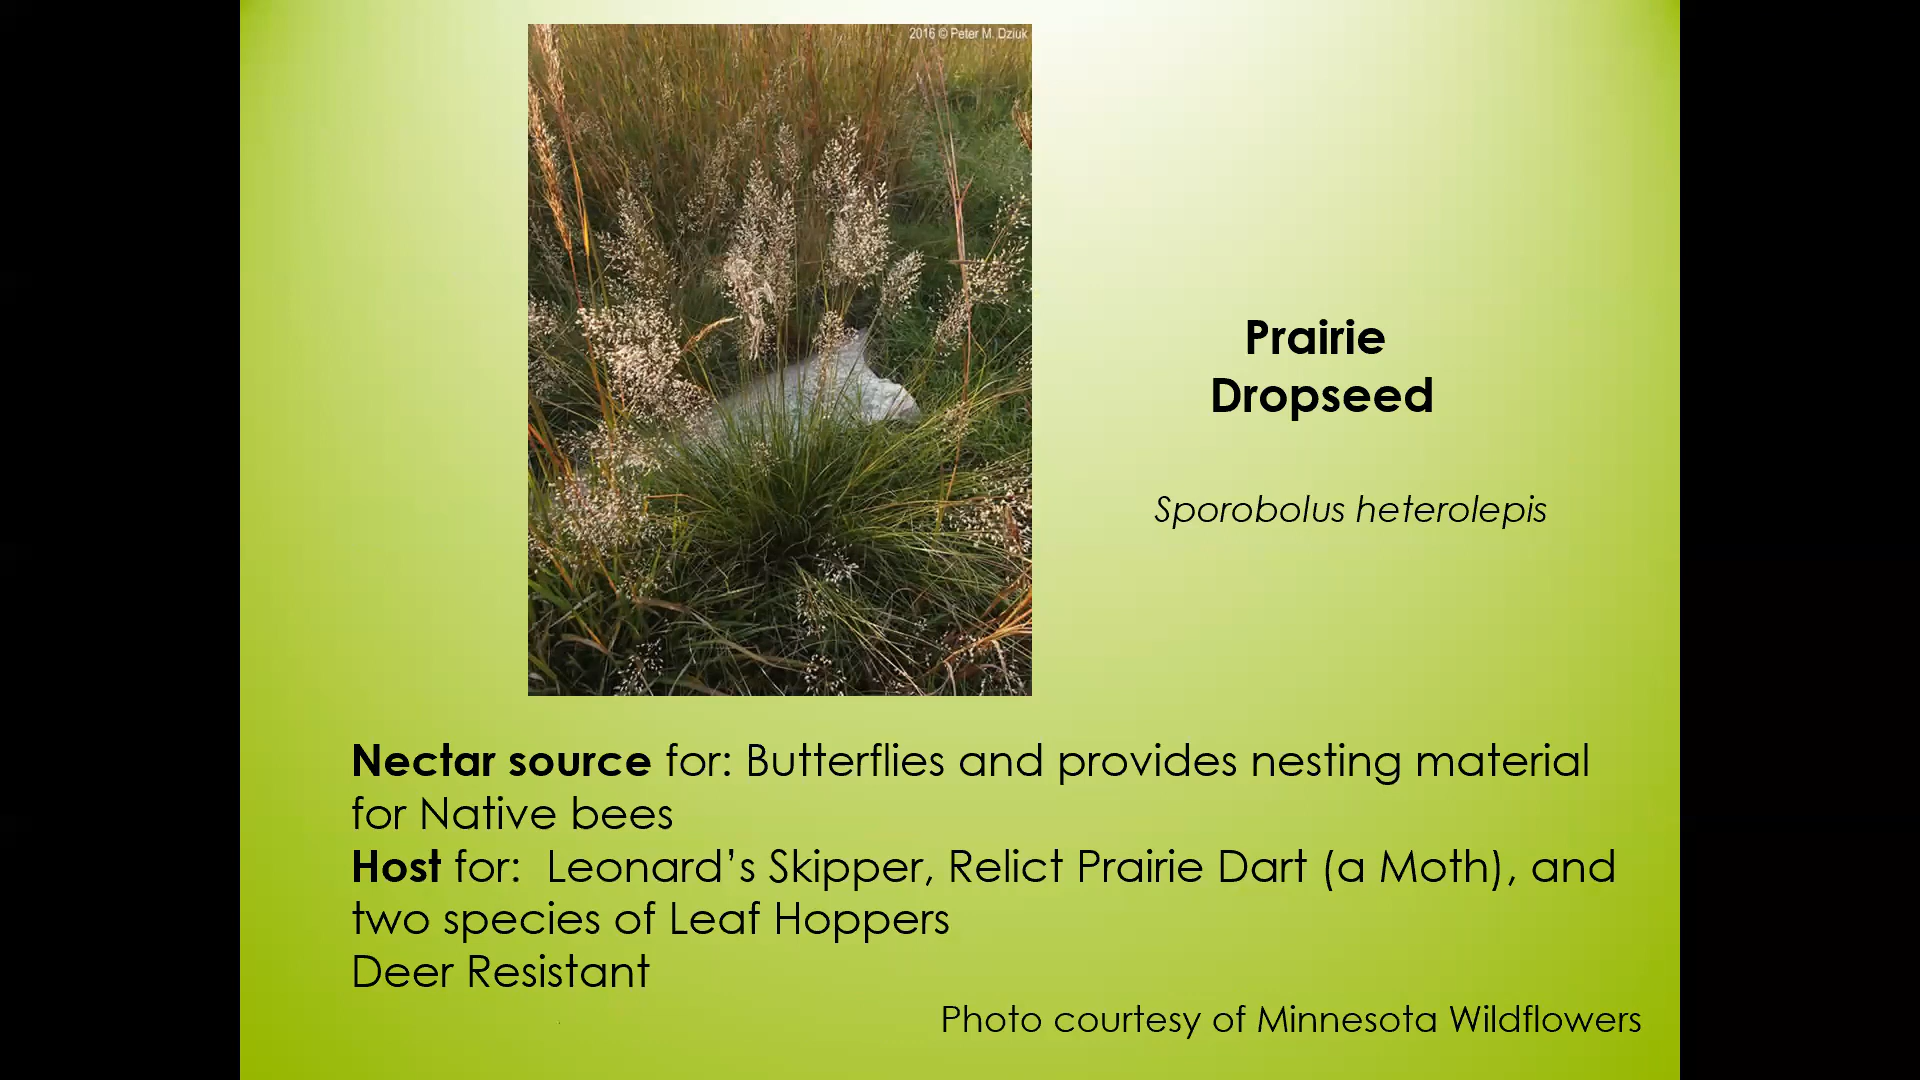 2016 © Peter M. Dziuk
Prairie
Dropseed
Sporobolus heterolepis
Nectar source for: Butterflies and provides nesting material
for Native bees
Host for:  Leonard’s Skipper, Relict Prairie Dart (a Moth), and
two species of Leaf Hoppers
Deer Resistant
Photo courtesy of Minnesota Wildflowers